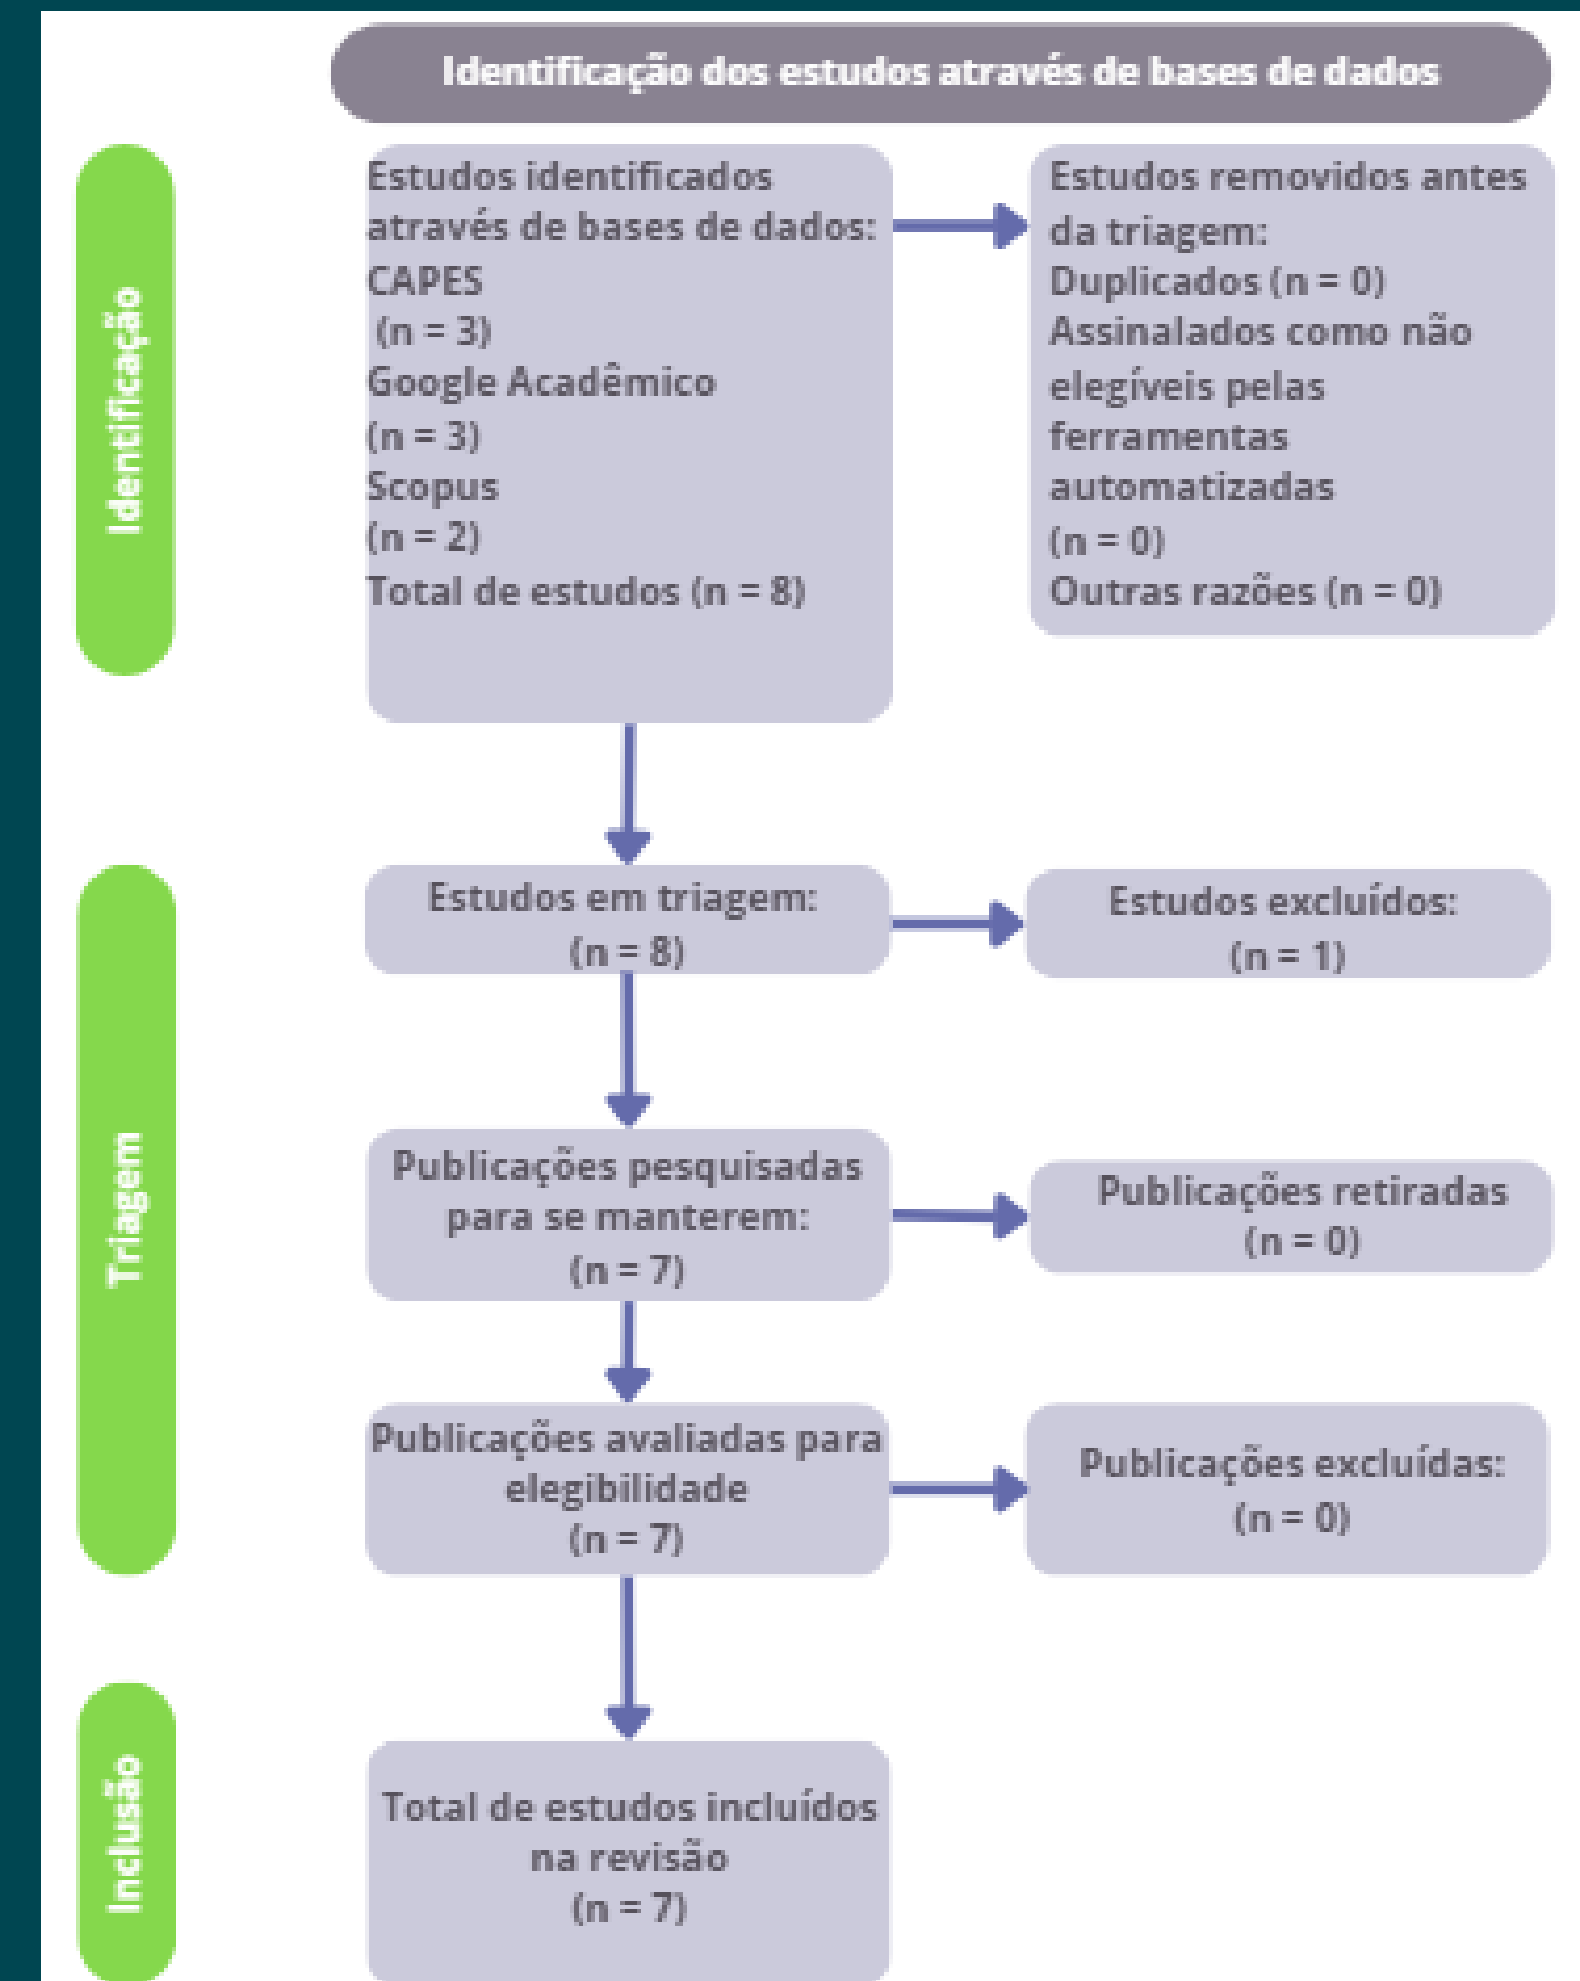 Identificação dos estudos através de bases de dados
Identificação
Estudos identificados
através de bases de dados:
CAPES
(n = 3)
Google Acadêmico
(n = 3)
Scopus
(n = 2)
Total de estudos (n = 8)
Estudos removidos antes
da triagem:
Duplicados (n = 0)
Assinalados como não
elegíveis pelas
ferramentas
automatizadas
(n = 0)
Outras razões (n = 0)
Triagem
Estudos em triagem:
(n = 8)
Estudos excluídos:
(n = 1)
Publicações pesquisadas
para se manterem:
(n = 7)
Publicações retiradas
(n = 0)
Publicações avaliadas para
elegibilidade
(n = 7)
Publicações excluídas:
(n = 0)
Inclusão
Total de estudos incluídos
na revisão
(n = 7)